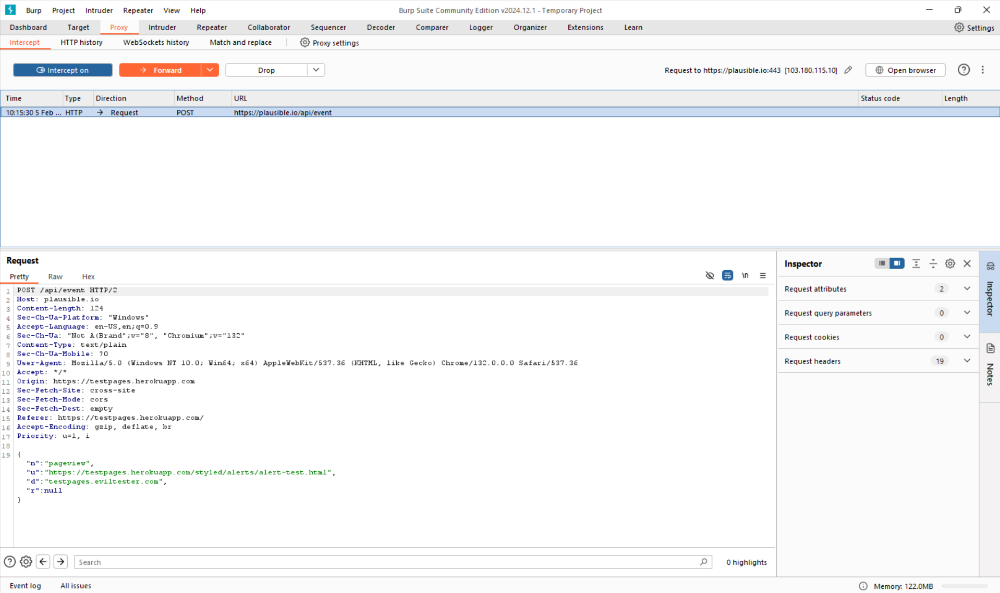 Burp Project Intruder Repeater View Help Burp Suite Community Edition v2024.12.1 - Temporary Project
Dashboard Target Proxy Intruder Repeater Collaborator Sequencer Decoder Comparer Logger Organizer Extensions Learn Settings
Intercept HTTP history WebSockets history Match and replace Proxy settings
Intercept on Forward Drop Request to https://plausible.io:443 [103.180.115.10] Open browser
Time Type Direction Method URL Status code Length
10:15:30 5 Feb ... HTTP Request POST https://plausible.io/api/event
Request
Pretty Raw Hex \n
1 POST /api/event HTTP/2
2 Host: plausible.io
3 Content-Length: 124
4 Sec-Ch-Ua-Platform: "Windows"
5 Accept-Language: en-US,en;q=0.9
6 Sec-Ch-Ua: "Not A(Brand";v="8", "Chromium";v="132"
7 Content-Type: text/plain
8 Sec-Ch-Ua-Mobile: ?0
9 User-Agent: Mozilla/5.0 (Windows NT 10.0; Win64; x64) AppleWebKit/537.36 (KHTML, like Gecko) Chrome/132.0.0.0 Safari/537.36
10 Accept: */*
11 Origin: https://testpages.herokuapp.com
12 Sec-Fetch-Site: cross-site
13 Sec-Fetch-Mode: cors
14 Sec-Fetch-Dest: empty
15 Referer: https://testpages.herokuapp.com/
16 Accept-Encoding: gzip, deflate, br
17 Priority: u=1, i
18
19 {
"n":"pageview",
"u":"https://testpages.herokuapp.com/styled/alerts/alert-test.html",
"d":"testpages.eviltester.com",
"r":null
}
Inspector
Request attributes 2
Request query parameters 0
Request cookies 0
Request headers 19
Inspector
Notes
Search 0 highlights
Event log All issues Memory: 122.0MB